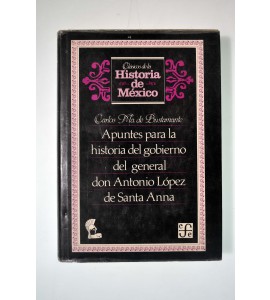 Clásicos de la
Historia
de
México
Carlos Ma. de Bustamante
Apuntes para la
historia del gobierno
del general
don Antonio López
de Santa Anna